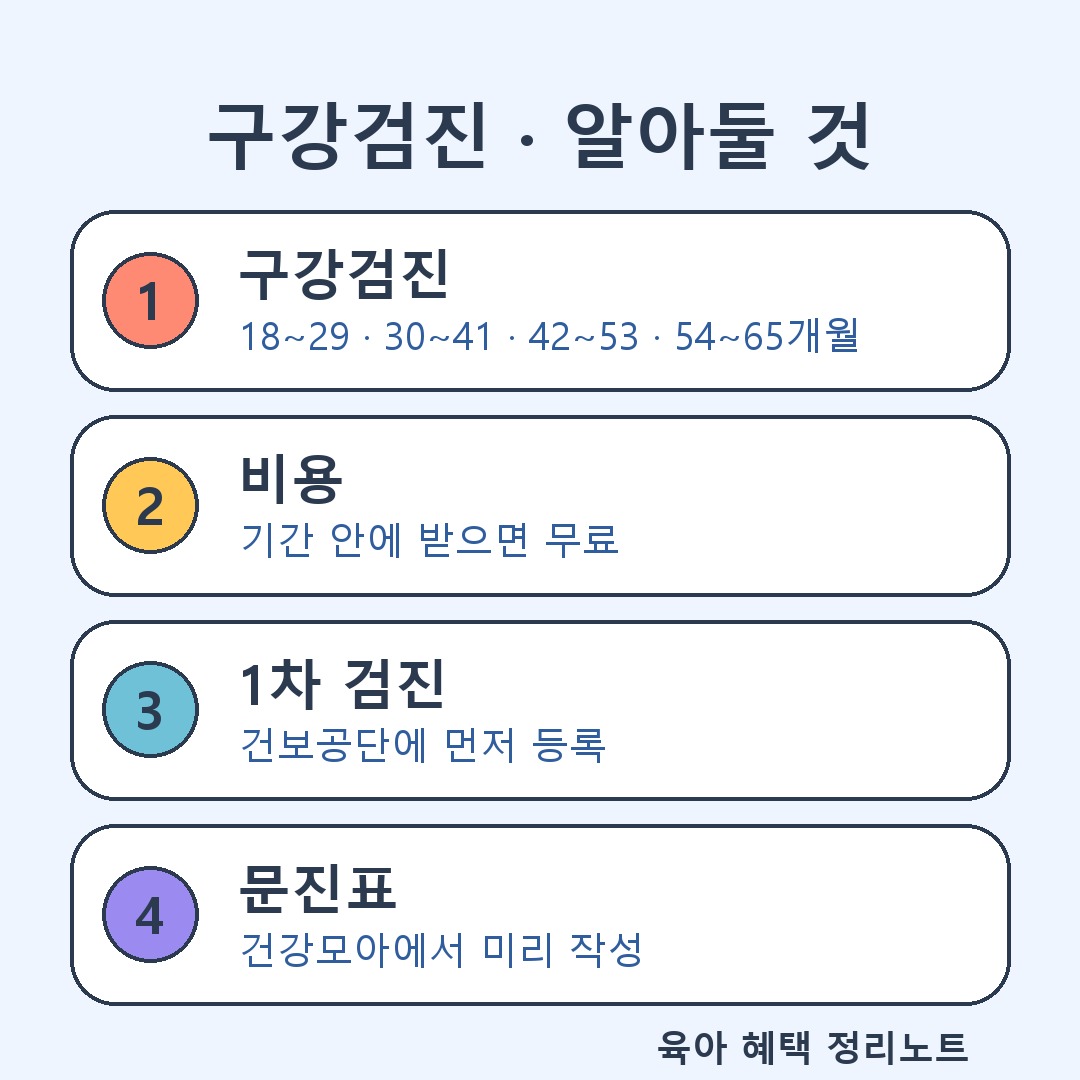 구강검진 · 알아둘 것
1
구강검진
18~29 · 30~41 · 42~53 · 54~65개월
2
비용
기간 안에 받으면 무료
3
1차 검진
건보공단에 먼저 등록
4
문진표
건강모아에서 미리 작성
육아 혜택 정리노트